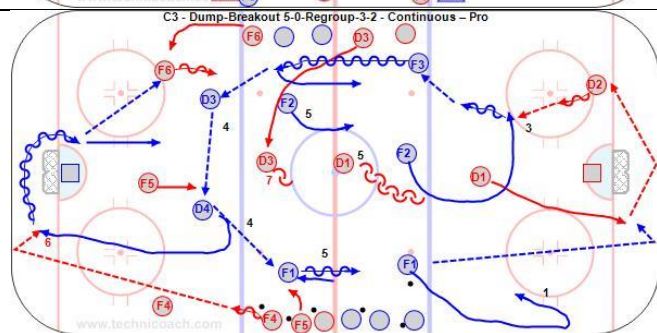 C3 - Dump-Breakout 5-0-Regroup-3-2 - Continuous – Pro
F6 D3
F6 F3
D3 F2 D2
4 5 3
D3 D1 5 F2
7
F5 D1
D4
4
6 5
F1 F1
1
F4
F4 F5
www.technicoach.com